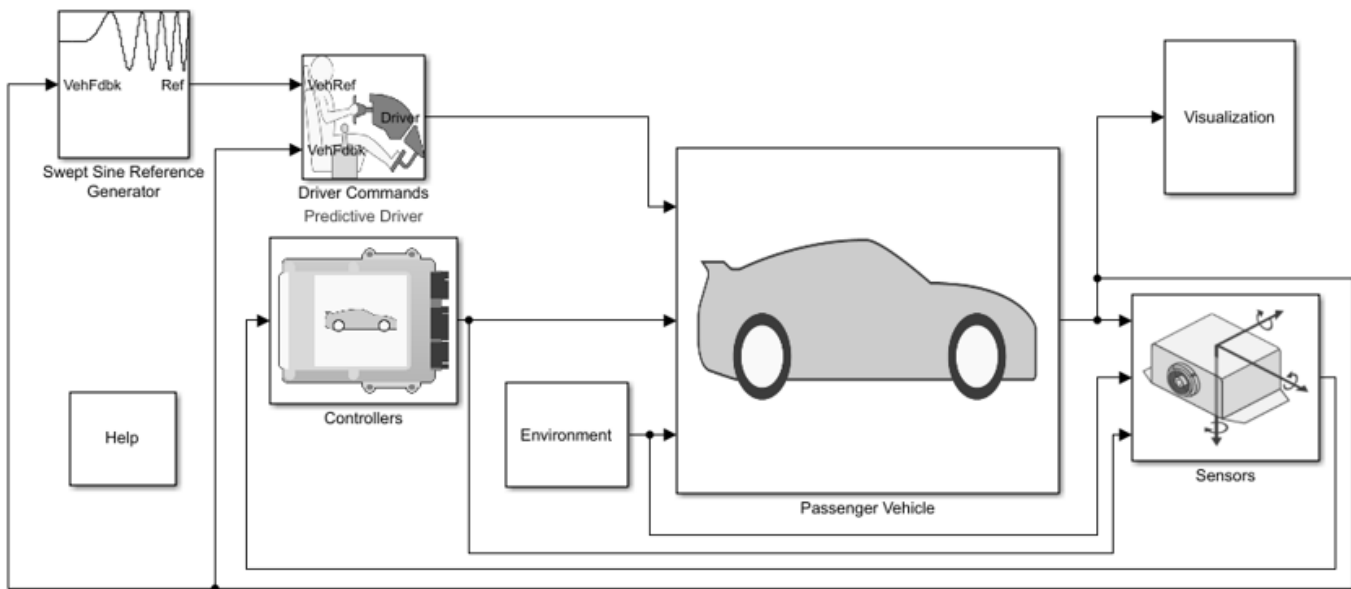 VehFdbk
Ref
Swept Sine Reference
Generator
VehRef
Driver
VehFdbk
Driver Commands
Predictive Driver
Visualization
Controllers
Help
Environment
Passenger Vehicle
Sensors